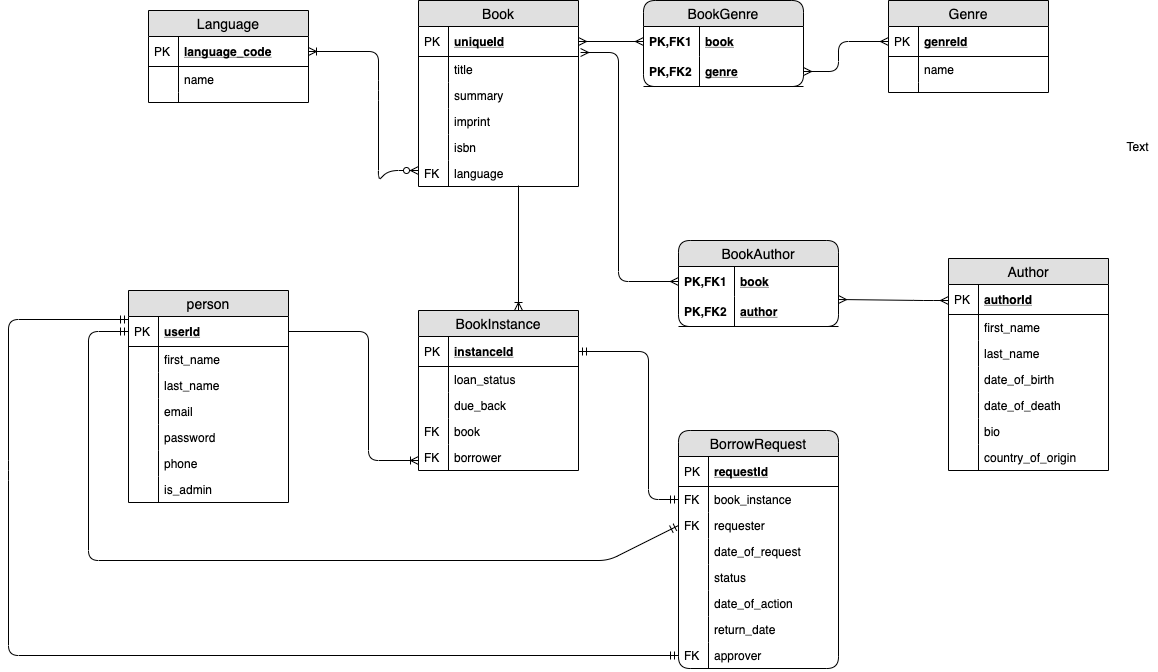 Language
PK language_code
name
Book
PK uniqueId
title
summary
imprint
isbn
FK language
BookGenre
PK,FK1 book
PK,FK2 genre
Genre
PK genreId
name
Text
BookAuthor
PK,FK1 book
PK,FK2 author
Author
PK authorId
first_name
last_name
date_of_birth
date_of_death
bio
country_of_origin
person
PK userId
first_name
last_name
email
password
phone
is_admin
BookInstance
PK instanceId
loan_status
due_back
FK book
FK borrower
BorrowRequest
PK requestId
FK book_instance
FK requester
date_of_request
status
date_of_action
return_date
FK approver